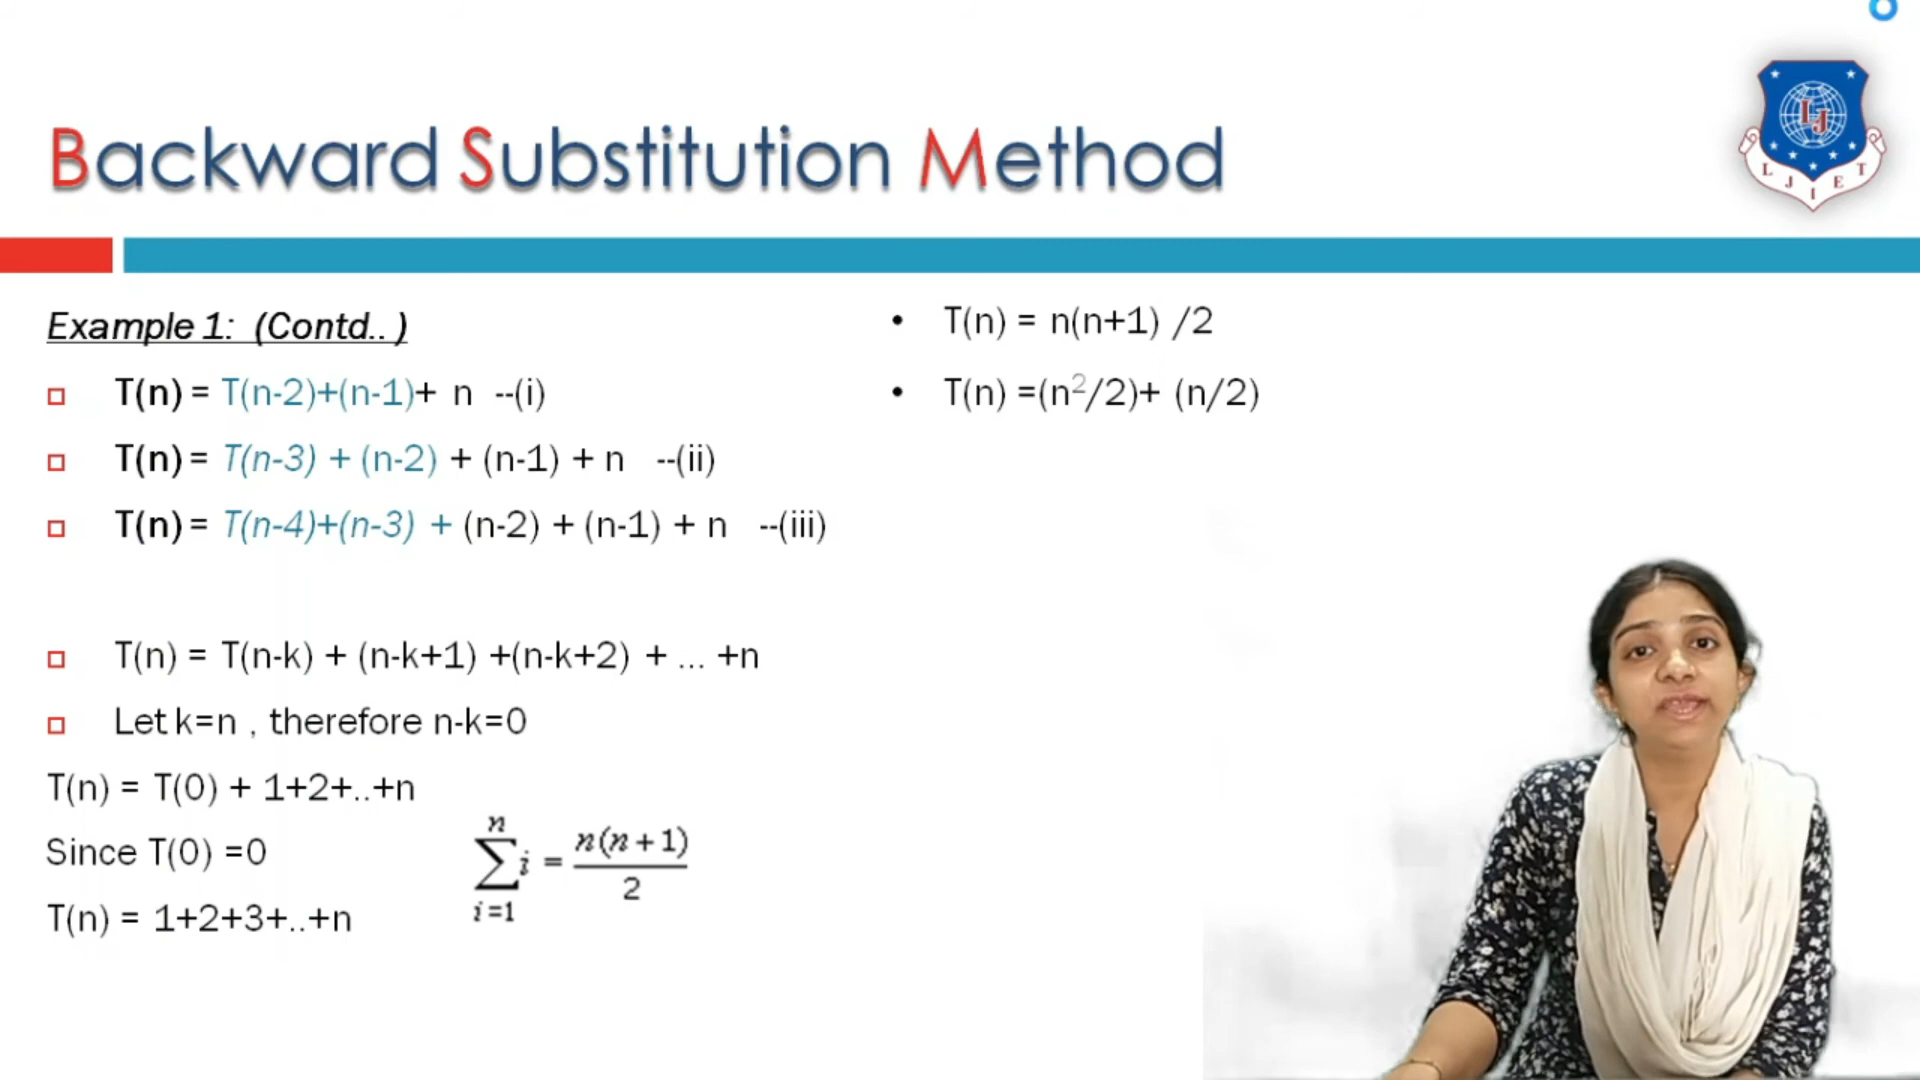 Backward Substitution Method
L J I E T
LJ
Example 1: (Contd.. )
T(n) = T(n-2)+(n-1)+ n --(i)
T(n) = T(n-3) + (n-2) + (n-1) + n --(ii)
T(n) = T(n-4)+(n-3) + (n-2) + (n-1) + n --(iii)
T(n) = T(n-k) + (n-k+1) +(n-k+2) + ... +n
Let k=n , therefore n-k=0
T(n) = T(0) + 1+2+..+n
Since T(0) =0
T(n) = 1+2+3+..+n
n
∑ i = n(n+1)
2
i=1
• T(n) = n(n+1) /2
• T(n) =(n²/2)+ (n/2)